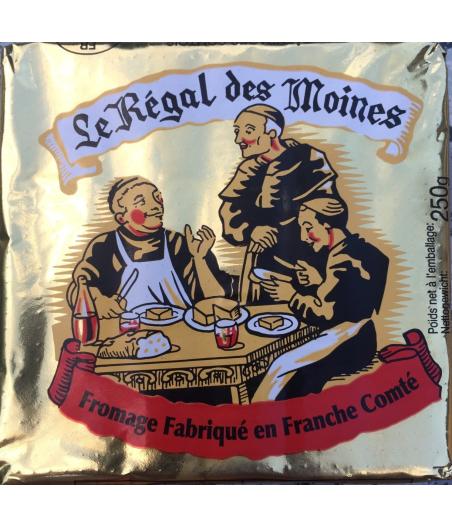 Le Régal des Moines
Fromage Fabriqué en Franche Comté
Poids net à l'emballage: 250g
Nettogewicht: